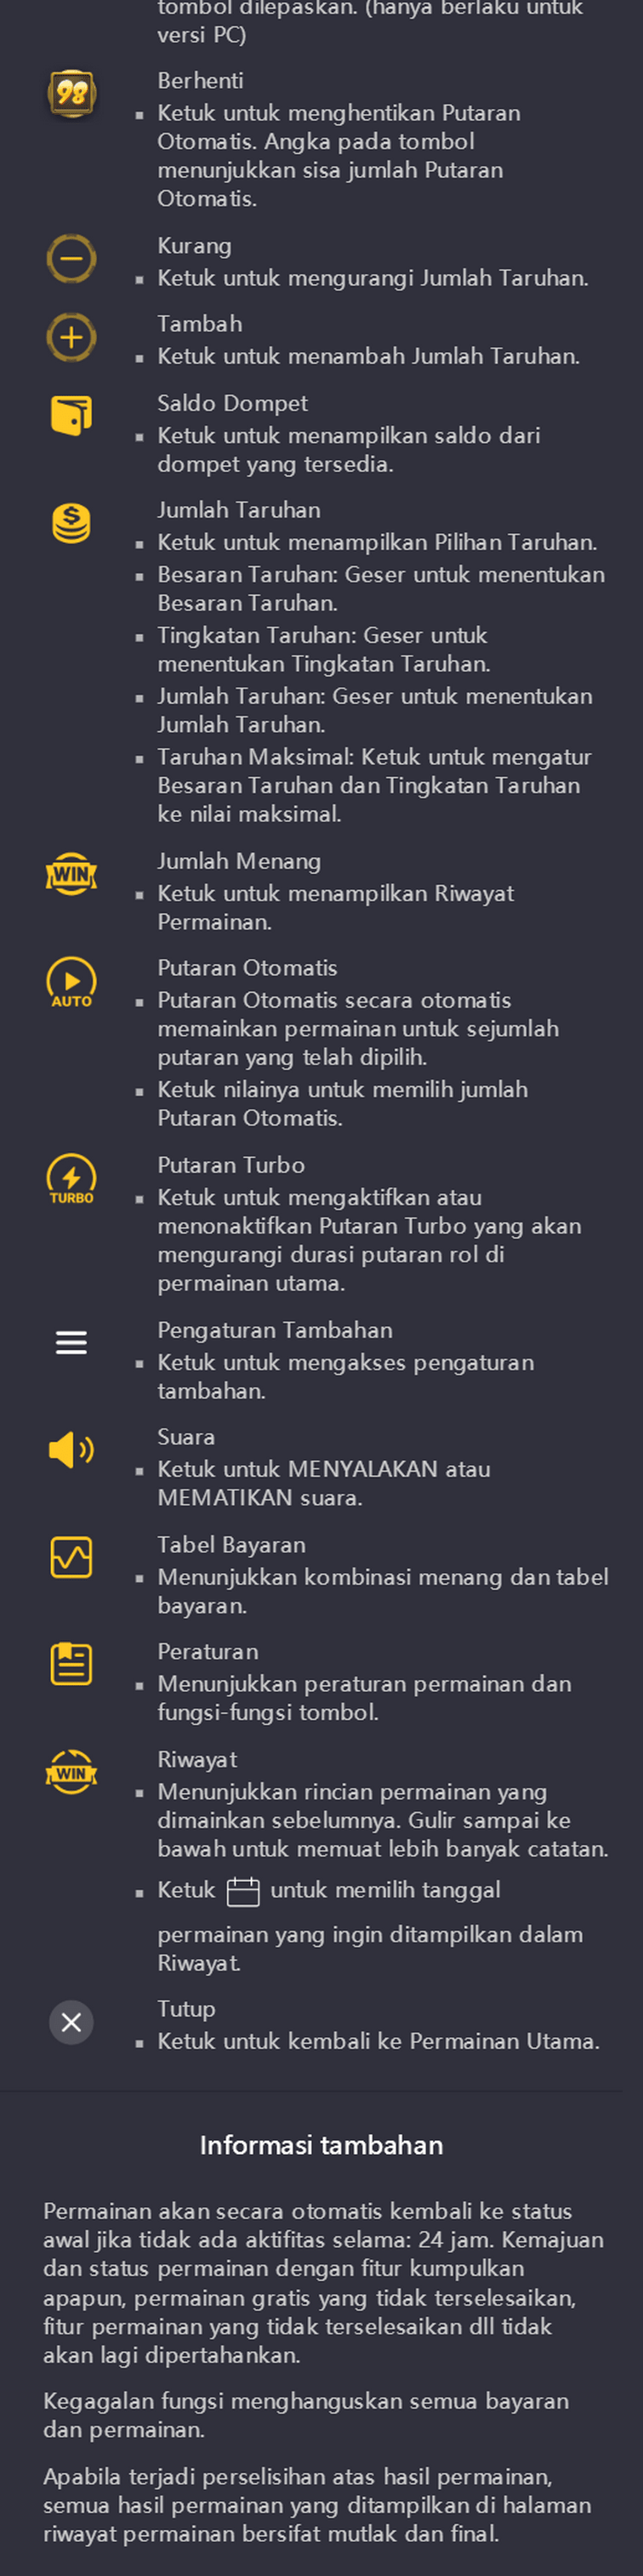 tombol dilepaskan. (hanya berlaku untuk
versi PC)
98
Berhenti
Ketuk untuk menghentikan Putaran
Otomatis. Angka pada tombol
menunjukkan sisa jumlah Putaran
Otomatis.
Kurang
Ketuk untuk mengurangi Jumlah Taruhan.
Tambah
Ketuk untuk menambah Jumlah Taruhan.
Saldo Dompet
Ketuk untuk menampilkan saldo dari
dompet yang tersedia.
Jumlah Taruhan
Ketuk untuk menampilkan Pilihan Taruhan.
Besaran Taruhan: Geser untuk menentukan
Besaran Taruhan.
Tingkatan Taruhan: Geser untuk
menentukan Tingkatan Taruhan.
Jumlah Taruhan: Geser untuk menentukan
Jumlah Taruhan.
Taruhan Maksimal: Ketuk untuk mengatur
Besaran Taruhan dan Tingkatan Taruhan
ke nilai maksimal.
WIN
Jumlah Menang
Ketuk untuk menampilkan Riwayat
Permainan.
AUTO
Putaran Otomatis
Putaran Otomatis secara otomatis
memainkan permainan untuk sejumlah
putaran yang telah dipilih.
Ketuk nilainya untuk memilih jumlah
Putaran Otomatis.
TURBO
Putaran Turbo
Ketuk untuk mengaktifkan atau
menonaktifkan Putaran Turbo yang akan
mengurangi durasi putaran rol di
permainan utama.
Pengaturan Tambahan
Ketuk untuk mengakses pengaturan
tambahan.
Suara
Ketuk untuk MENYALAKAN atau
MEMATIKAN suara.
Tabel Bayaran
Menunjukkan kombinasi menang dan tabel
bayaran.
Peraturan
Menunjukkan peraturan permainan dan
fungsi-fungsi tombol.
WIN
Riwayat
Menunjukkan rincian permainan yang
dimainkan sebelumnya. Gulir sampai ke
bawah untuk memuat lebih banyak catatan.
Ketuk untuk memilih tanggal
permainan yang ingin ditampilkan dalam
Riwayat.
Tutup
Ketuk untuk kembali ke Permainan Utama.
Informasi tambahan
Permainan akan secara otomatis kembali ke status
awal jika tidak ada aktifitas selama: 24 jam. Kemajuan
dan status permainan dengan fitur kumpulkan
apapun, permainan gratis yang tidak terselesaikan,
fitur permainan yang tidak terselesaikan dll tidak
akan lagi dipertahankan.
Kegagalan fungsi menghanguskan semua bayaran
dan permainan.
Apabila terjadi perselisihan atas hasil permainan,
semua hasil permainan yang ditampilkan di halaman
riwayat permainan bersifat mutlak dan final.